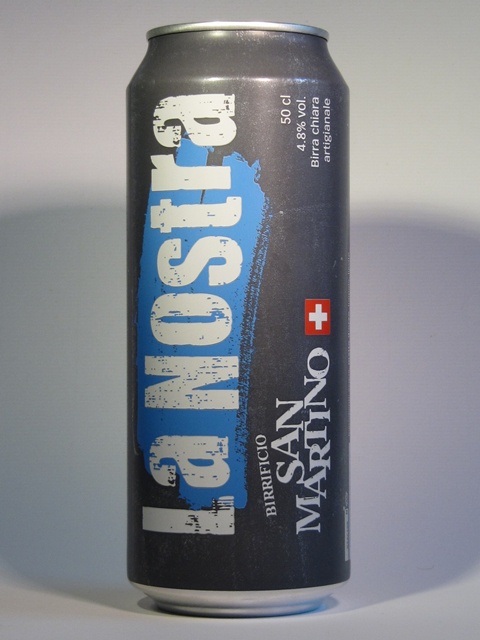 La Nostra
50 cl
4.8% vol.
Birra chiara
artigianale
BIRRIFICIO
SAN
MARTINO